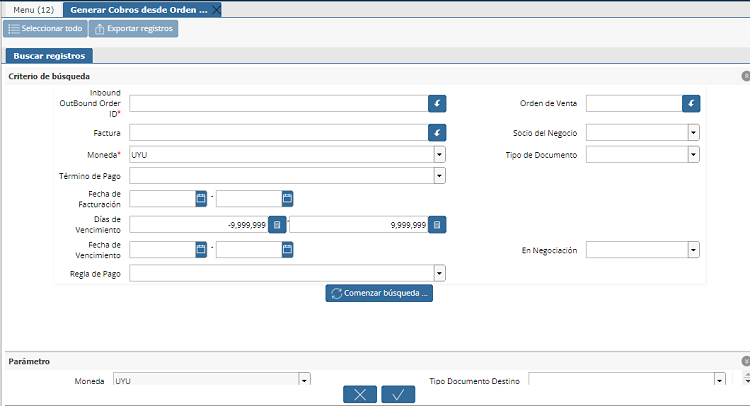 Menu (12)
Generar Cobros desde Orden ...
Seleccionar todo
Exportar registros
Buscar registros
Criterio de búsqueda
Inbound
OutBound Order
ID*
Orden de Venta
Factura
Socio del Negocio
Moneda*
UYU
Tipo de Documento
Término de Pago
Fecha de
Facturación
-
Días de
Vencimiento
-9,999,999
-
9,999,999
Fecha de
Vencimiento
-
En Negociación
Regla de Pago
Comenzar búsqueda ...
Parámetro
Moneda
UYU
Tipo Documento Destino